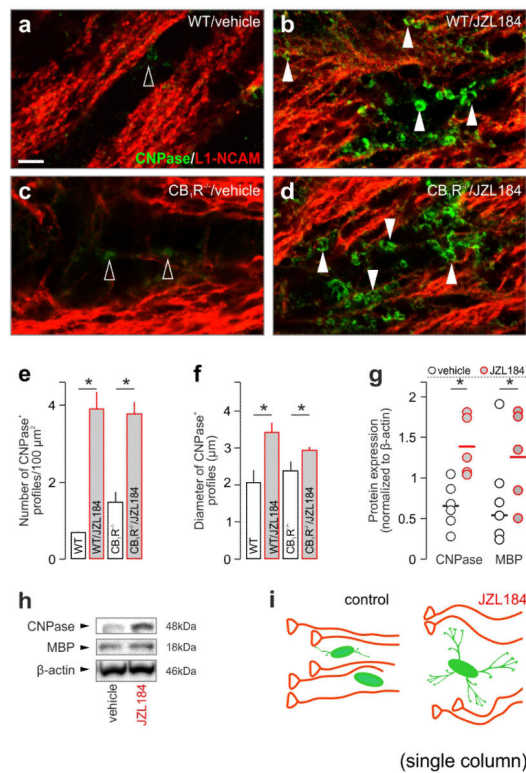 a WT/vehicle
CNPase/L1-NCAM
b WT/JZL184
c CB₁R⁻/⁻/vehicle
d CB₁R⁻/⁻/JZL184
e
Number of CNPase⁺
profiles/100 µm²
4
3
2
1
0
*
*
WT
WT/JZL184
CB₁R⁻/⁻
CB₁R⁻/⁻/JZL184
f
Diameter of CNPase⁺
profiles (µm)
4
3
2
1
0
*
*
WT
WT/JZL184
CB₁R⁻/⁻
CB₁R⁻/⁻/JZL184
g
vehicle JZL184
Protein expression
(normalized to β-actin)
2
1.5
1
0.5
0
*
*
CNPase MBP
h
CNPase 48kDa
MBP 18kDa
β-actin 46kDa
vehicle
JZL184
i
control JZL184
(single column)